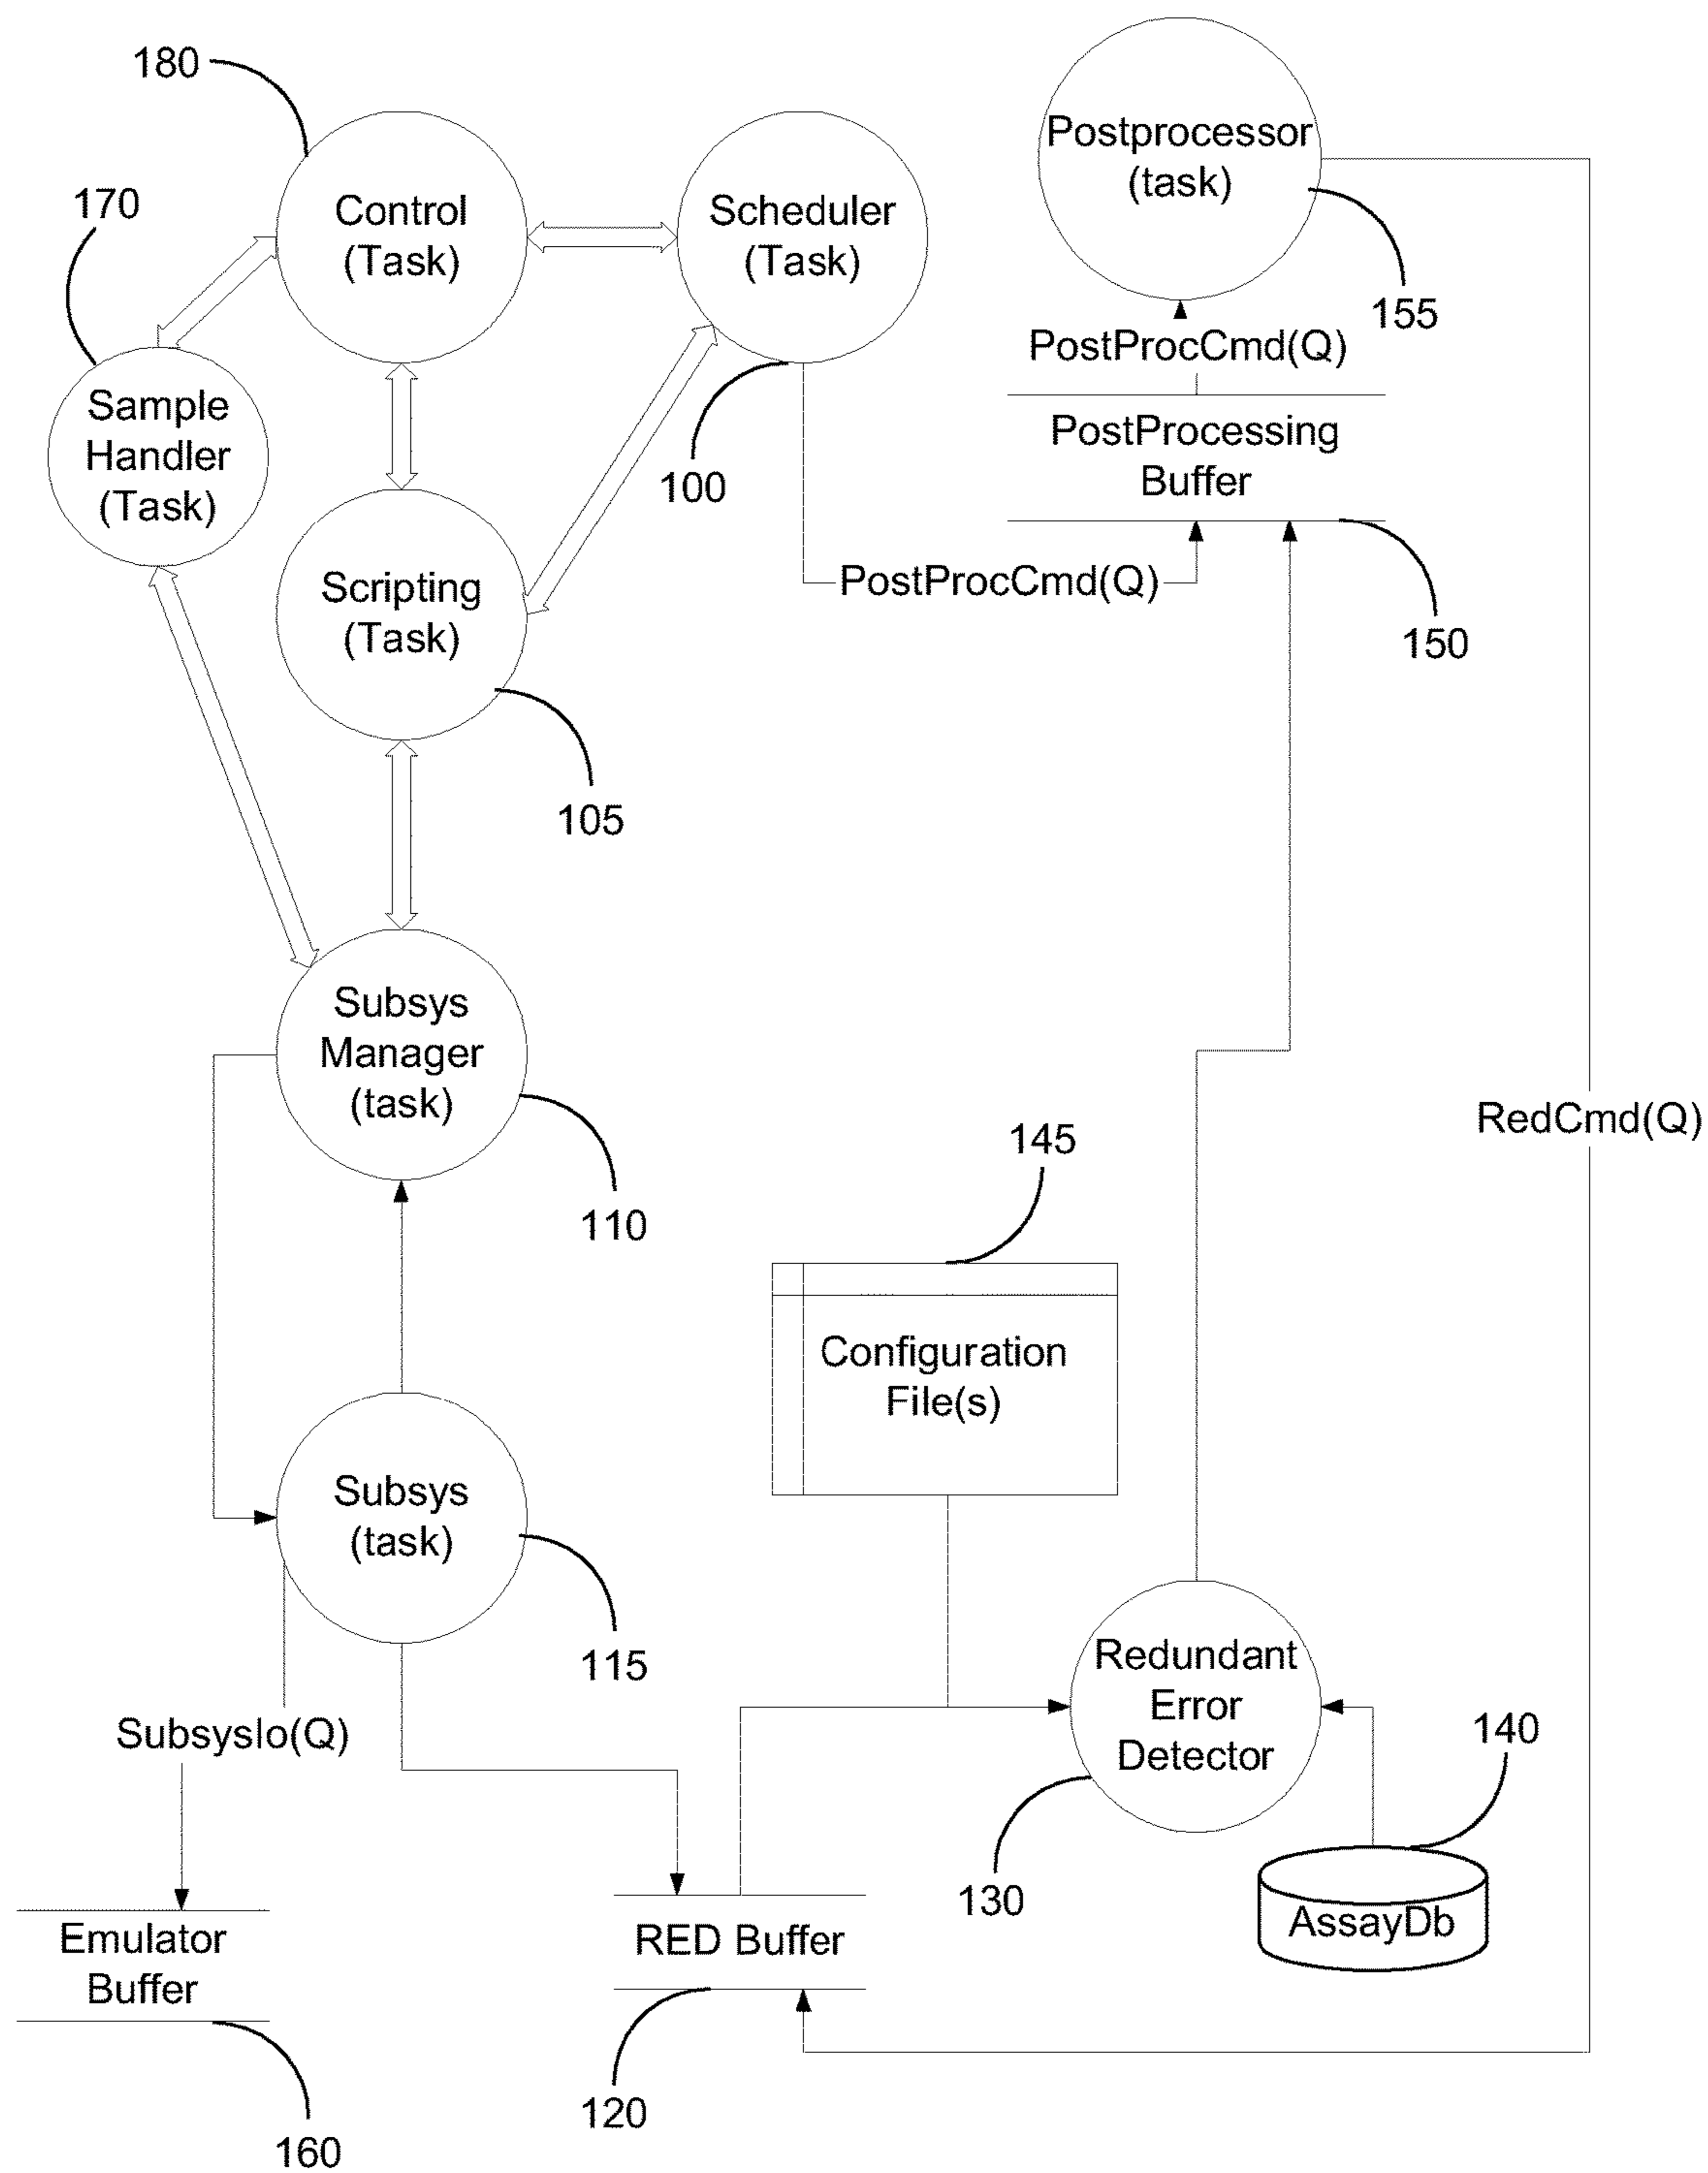 180
170
Control
(Task)
Scheduler
(Task)
Postprocessor
(task)
155
PostProcCmd(Q)
Sample
Handler
(Task)
100
PostProcessing
Buffer
Scripting
(Task)
PostProcCmd(Q)
150
105
Subsys
Manager
(task)
110
145
RedCmd(Q)
Configuration
File(s)
Subsys
(task)
115
Redundant
Error
Detector
SubsysIo(Q)
140
130
AssayDb
Emulator
Buffer
RED Buffer
120
160